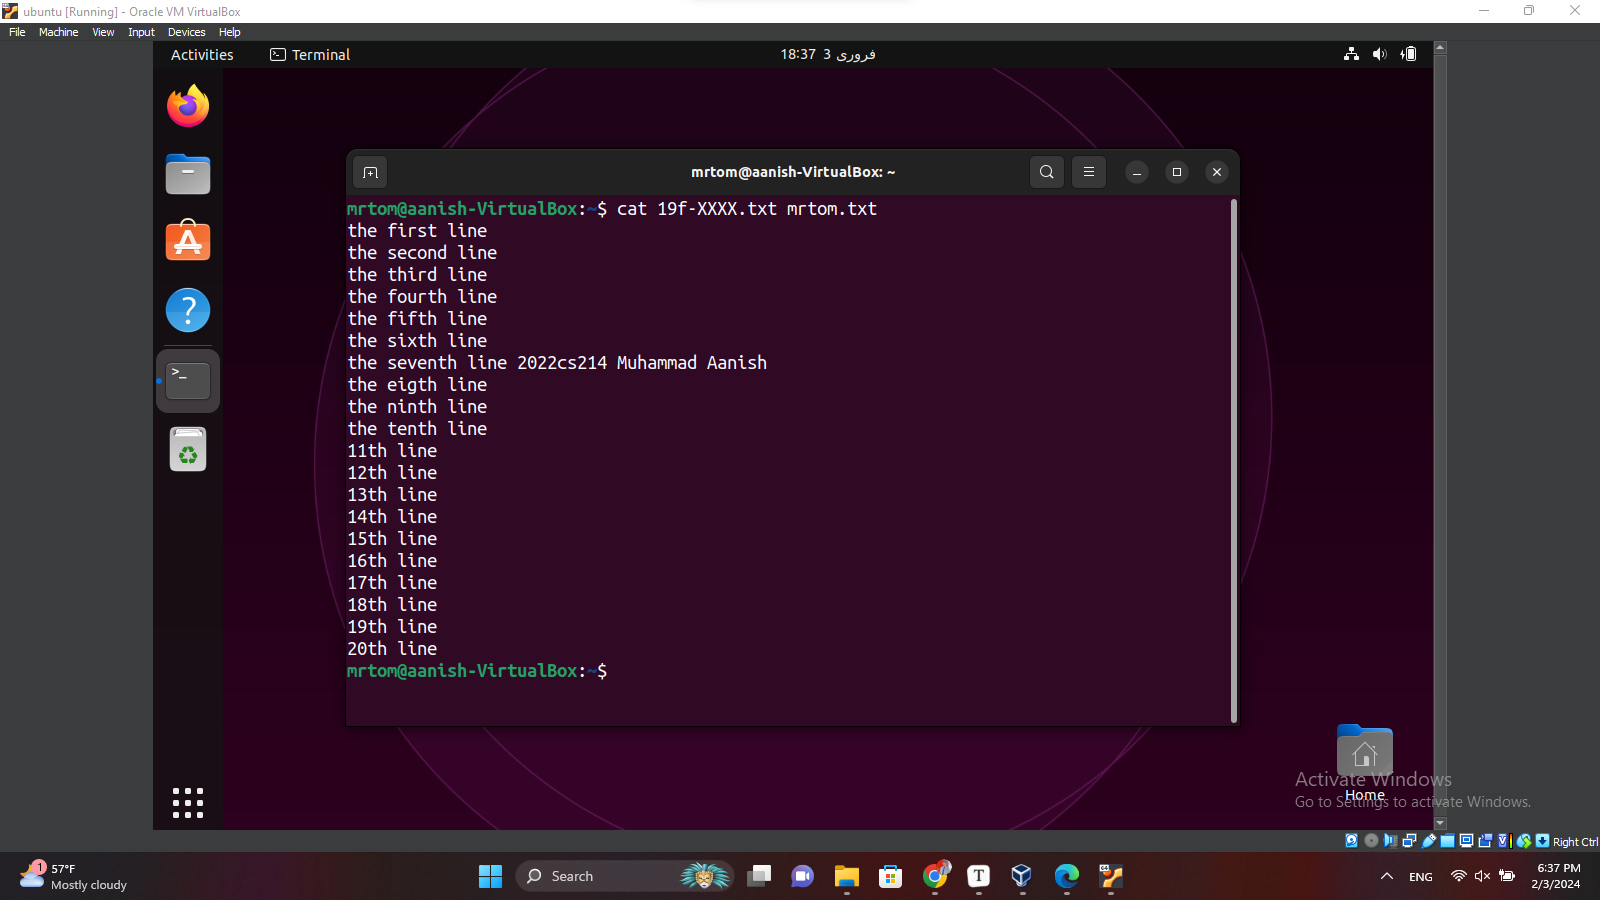 ubuntu [Running] - Oracle VM VirtualBox
File Machine View Input Devices Help
Activities Terminal 18:37 3 فروری
mrtom@aanish-VirtualBox: ~
mrtom@aanish-VirtualBox:~$ cat 19f-XXXX.txt mrtom.txt
the first line
the second line
the third line
the fourth line
the fifth line
the sixth line
the seventh line 2022cs214 Muhammad Aanish
the eigth line
the ninth line
the tenth line
11th line
12th line
13th line
14th line
15th line
16th line
17th line
18th line
19th line
20th line
mrtom@aanish-VirtualBox:~$
Activate Windows
Home
Go to Settings to activate Windows.
Right Ctrl
1
57°F
Mostly cloudy
Search
ENG
6:37 PM
2/3/2024